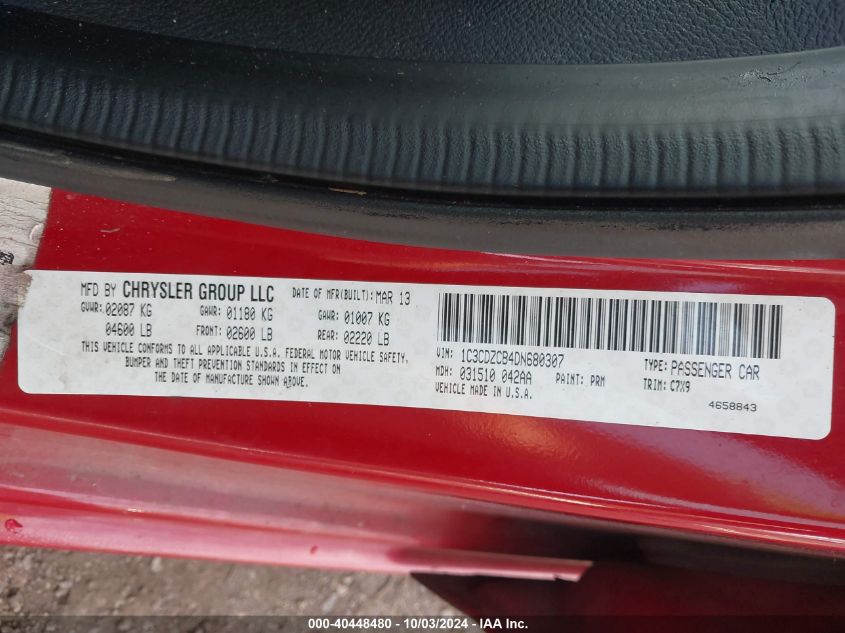 MFD BY CHRYSLER GROUP LLC DATE OF MFR(BUILT): MAR 13
GVWR: 02087 KG GAWR: 01180 KG GAWR: 01007 KG
04600 LB FRONT: 02600 LB REAR: 02220 LB
THIS VEHICLE CONFORMS TO ALL APPLICABLE U.S.A. FEDERAL MOTOR VEHICLE SAFETY,
BUMPER AND THEFT PREVENTION STANDARDS IN EFFECT ON
THE DATE OF MANUFACTURE SHOWN ABOVE.
VIN: 1C3CDZCB4DN680307 TYPE: PASSENGER CAR
MDH: 031510 042AA PAINT: PRM TRIM: C7X9
VEHICLE MADE IN U.S.A. 4658843
000-40448480 - 10/03/2024 - IAA Inc.